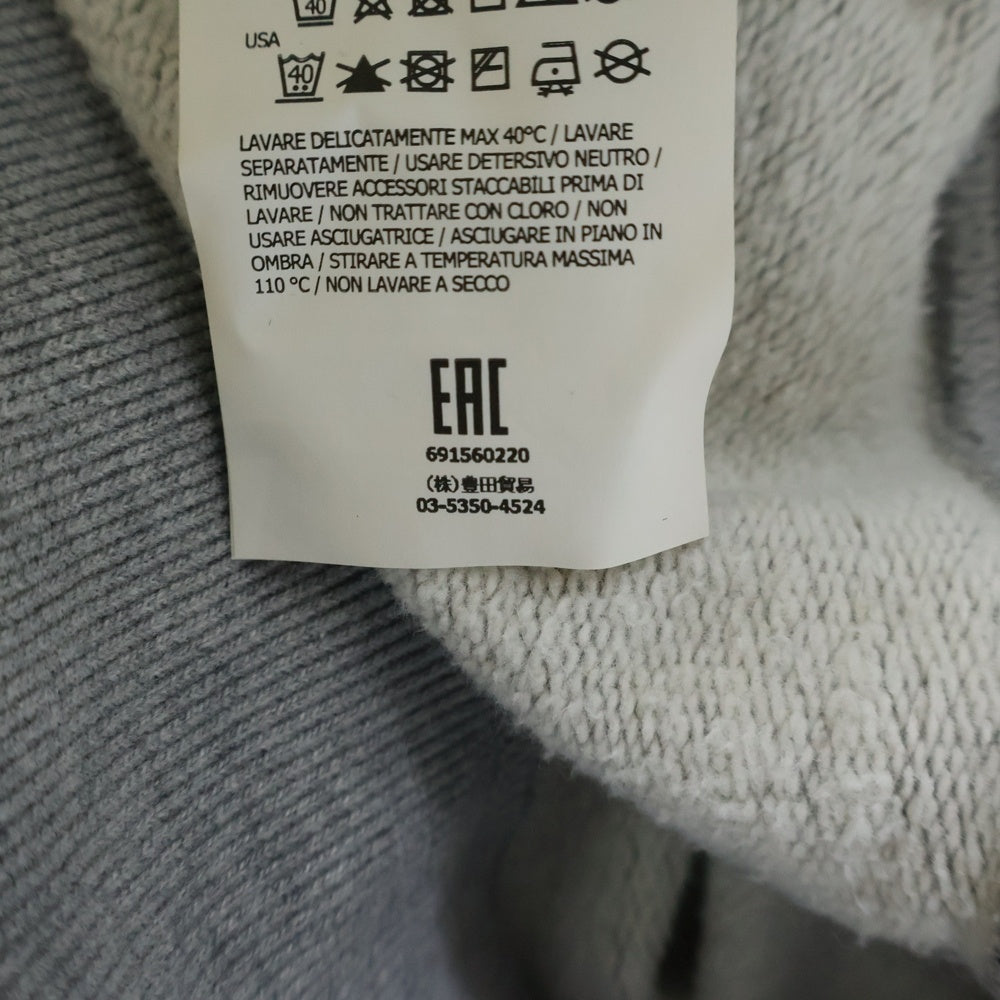 40
USA
40
LAVARE DELICATAMENTE MAX 40°C / LAVARE
SEPARATAMENTE / USARE DETERSIVO NEUTRO /
RIMUOVERE ACCESSORI STACCABILI PRIMA DI
LAVARE / NON TRATTARE CON CLORO / NON
USARE ASCIUGATRICE / ASCIUGARE IN PIANO IN
OMBRA / STIRARE A TEMPERATURA MASSIMA
110 °C / NON LAVARE A SECCO
EAC
691560220
(株)豊田貿易
03-5350-4524